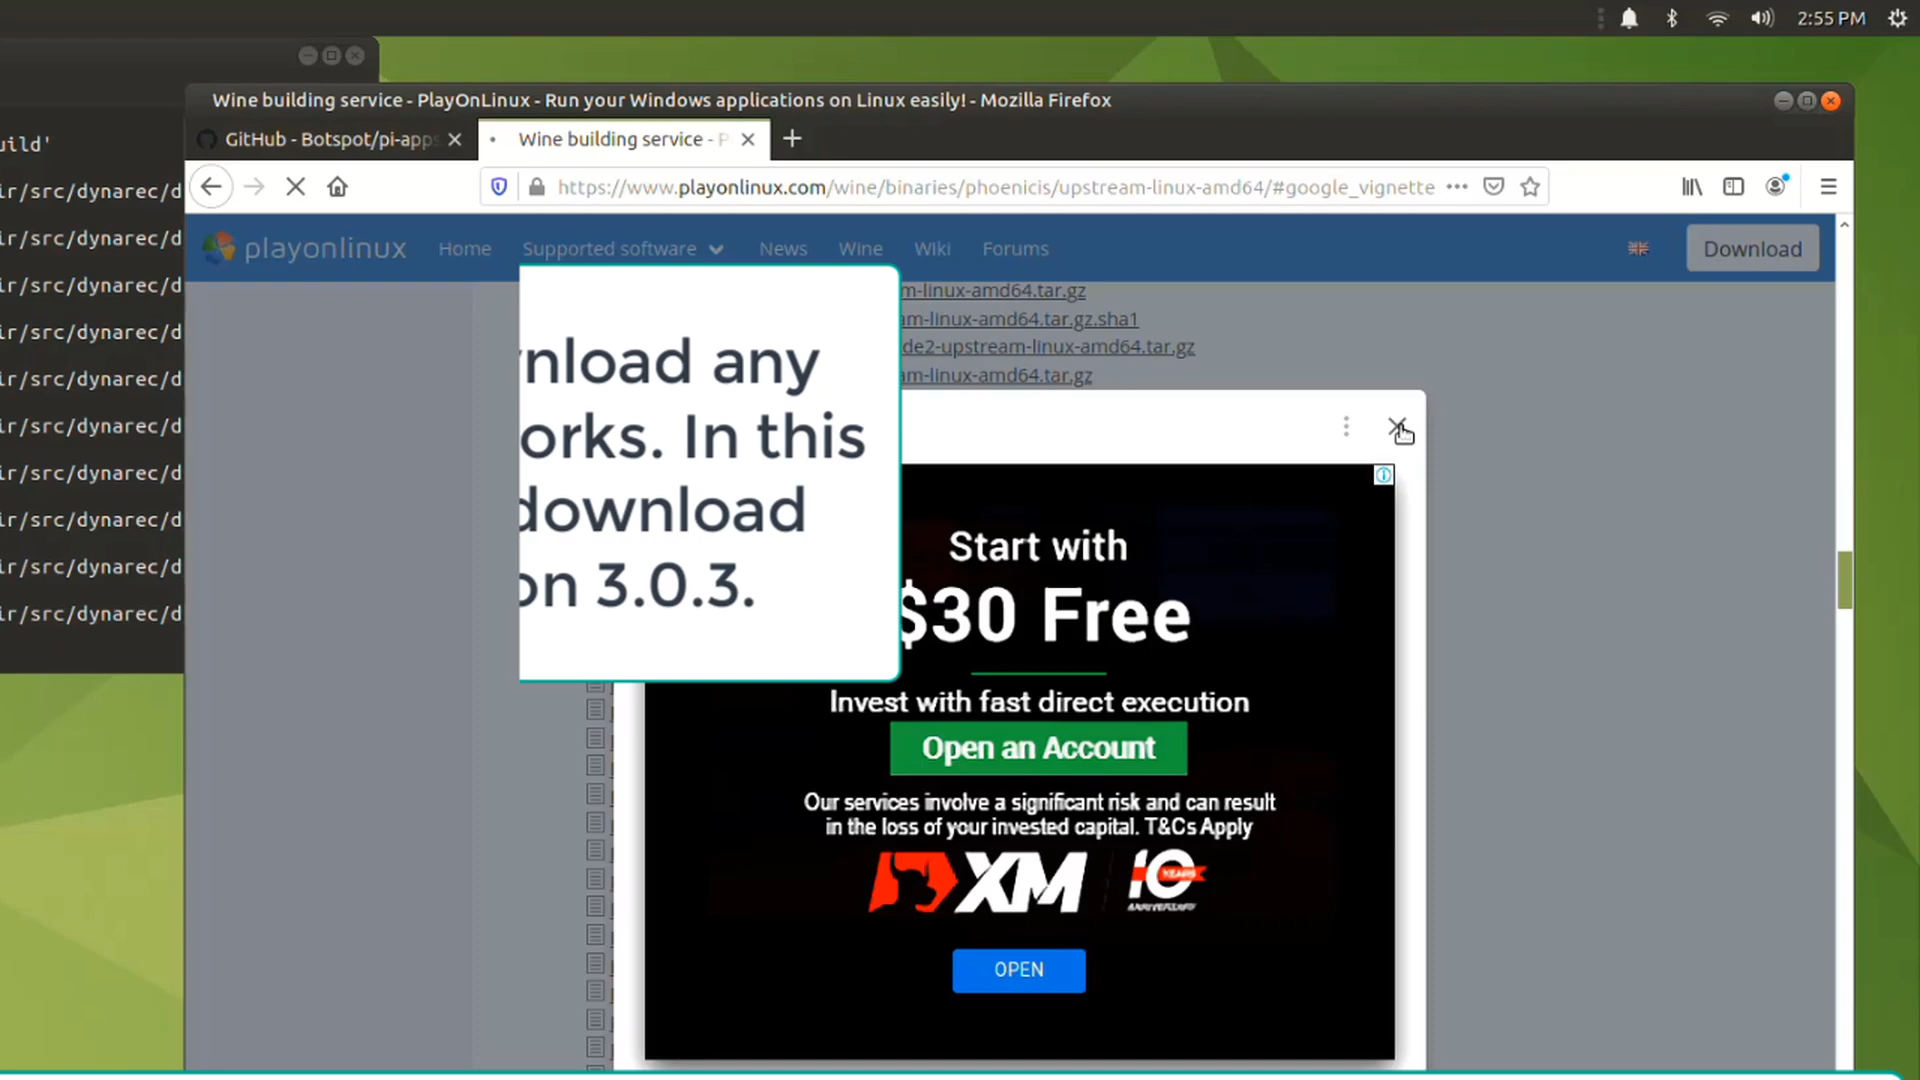 2:55 PM
Wine building service - PlayOnLinux - Run your Windows applications on Linux easily! - Mozilla Firefox
GitHub - Botspot/pi-apps
Wine building service - P
uild'
https://www.playonlinux.com/wine/binaries/phoenicis/upstream-linux-amd64/#google_vignette
ir/src/dynarec/d
ir/src/dynarec/d
ir/src/dynarec/d
ir/src/dynarec/d
ir/src/dynarec/d
ir/src/dynarec/d
ir/src/dynarec/d
ir/src/dynarec/d
ir/src/dynarec/d
ir/src/dynarec/d
playonlinux
Home
Supported software
News
Wine
Wiki
Forums
Download
m-linux-amd64.tar.gz
am-linux-amd64.tar.gz.sha1
de2-upstream-linux-amd64.tar.gz
am-linux-amd64.tar.gz
nload any
orks. In this
download
on 3.0.3.
Start with
$30 Free
Invest with fast direct execution
Open an Account
Our services involve a significant risk and can result
in the loss of your invested capital. T&Cs Apply
XM
10
YEARS
ANNIVERSARY
OPEN